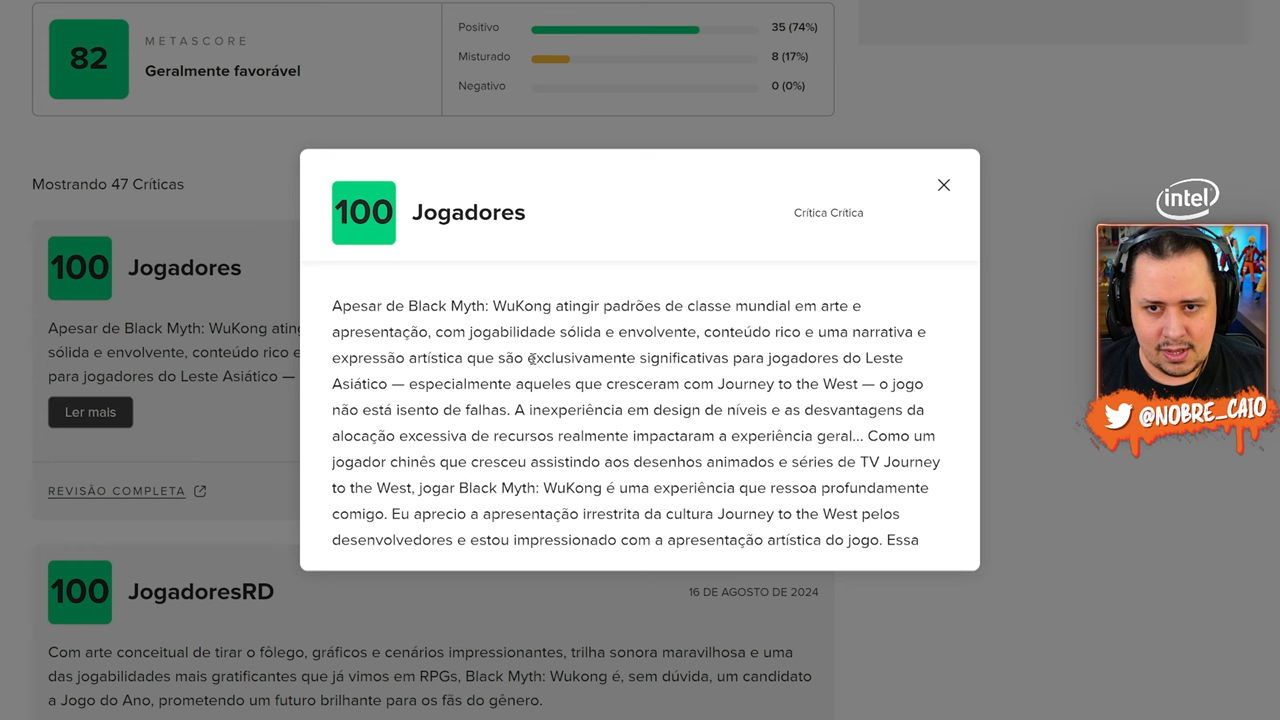 82
METASCORE
Geralmente favorável
Positivo
35 (74%)
Misturado
8 (17%)
Negativo
0 (0%)
Mostrando 47 Críticas
100
Jogadores
Apesar de Black Myth: WuKong ating
sólida e envolvente, conteúdo rico e
para jogadores do Leste Asiático —
Ler mais
REVISÃO COMPLETA
100
Jogadores
Crítica Crítica
Apesar de Black Myth: WuKong atingir padrões de classe mundial em arte e
apresentação, com jogabilidade sólida e envolvente, conteúdo rico e uma narrativa e
expressão artística que são exclusivamente significativas para jogadores do Leste
Asiático — especialmente aqueles que cresceram com Journey to the West — o jogo
não está isento de falhas. A inexperiência em design de níveis e as desvantagens da
alocação excessiva de recursos realmente impactaram a experiência geral... Como um
jogador chinês que cresceu assistindo aos desenhos animados e séries de TV Journey
to the West, jogar Black Myth: WuKong é uma experiência que ressoa profundamente
comigo. Eu aprecio a apresentação irrestrita da cultura Journey to the West pelos
desenvolvedores e estou impressionado com a apresentação artística do jogo. Essa
100
JogadoresRD
16 DE AGOSTO DE 2024
Com arte conceitual de tirar o fôlego, gráficos e cenários impressionantes, trilha sonora maravilhosa e uma
das jogabilidades mais gratificantes que já vimos em RPGs, Black Myth: Wukong é, sem dúvida, um candidato
a Jogo do Ano, prometendo um futuro brilhante para os fãs do gênero.
intel
@NOBRE_CAIO